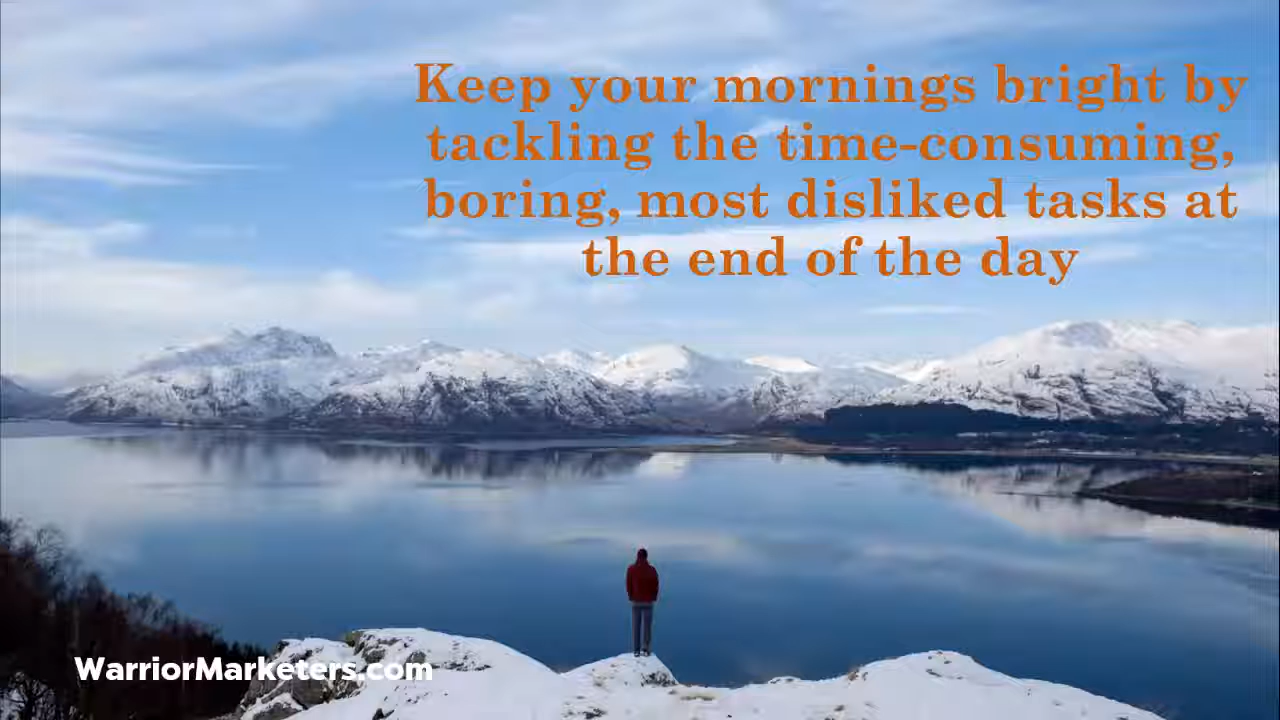 Keep your mornings bright by
tackling the time-consuming,
boring, most disliked tasks at
the end of the day
WarriorMarketers.com